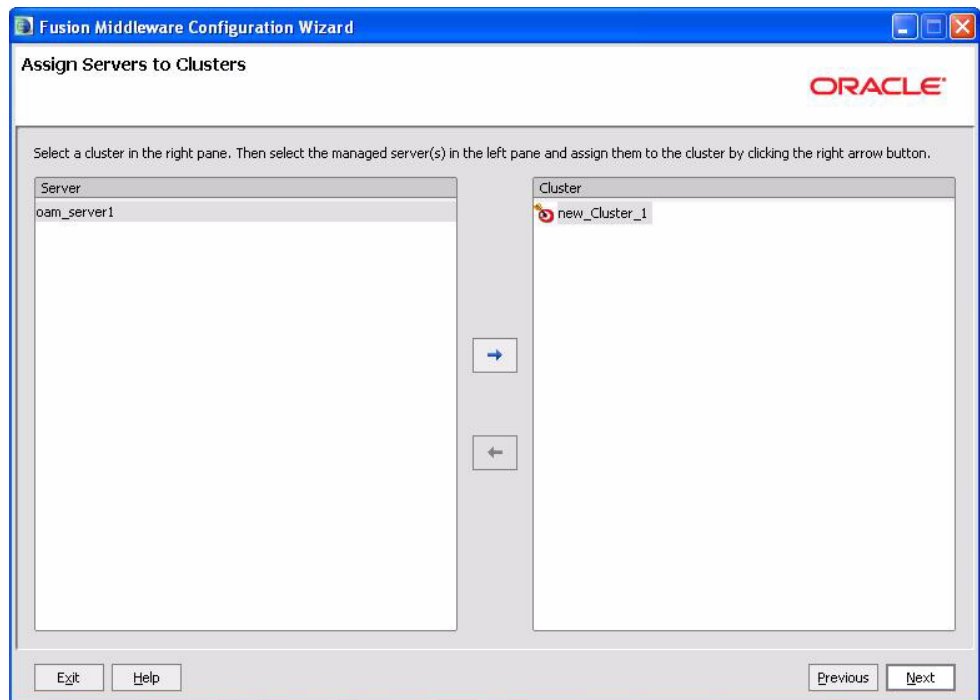 Fusion Middleware Configuration Wizard
Assign Servers to Clusters
ORACLE
Select a cluster in the right pane. Then select the managed server(s) in the left pane and assign them to the cluster by clicking the right arrow button.
Server
oam_server1
Cluster
new_Cluster_1
Exit
Help
Previous
Next